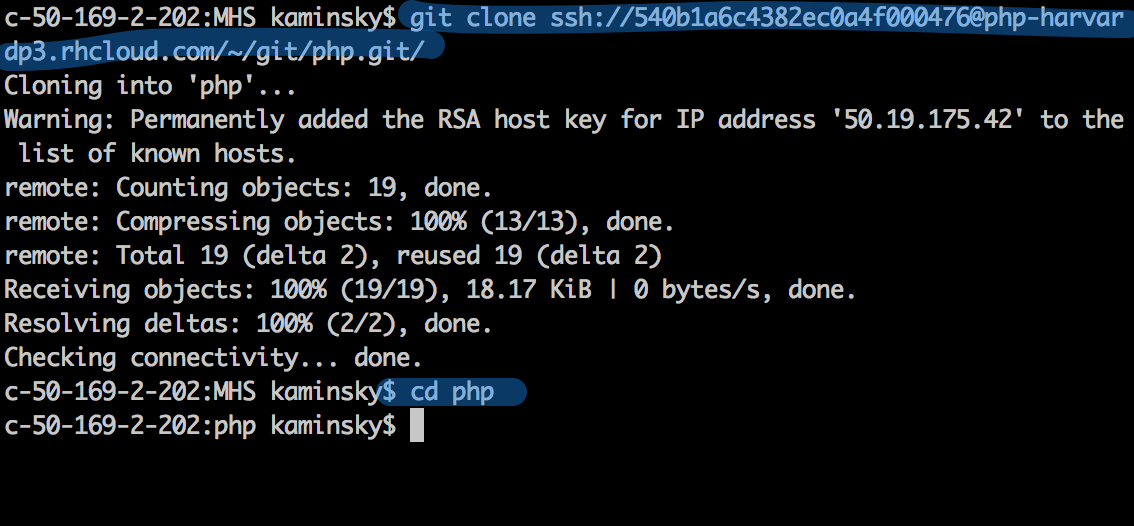 c-50-169-2-202:MHS kaminsky$ git clone ssh://540b1a6c4382ec0a4f000476@php-harvar
dp3.rhcloud.com/~/git/php.git/
Cloning into 'php'...
Warning: Permanently added the RSA host key for IP address '50.19.175.42' to the
 list of known hosts.
remote: Counting objects: 19, done.
remote: Compressing objects: 100% (13/13), done.
remote: Total 19 (delta 2), reused 19 (delta 2)
Receiving objects: 100% (19/19), 18.17 KiB | 0 bytes/s, done.
Resolving deltas: 100% (2/2), done.
Checking connectivity... done.
c-50-169-2-202:MHS kaminsky$ cd php
c-50-169-2-202:php kaminsky$